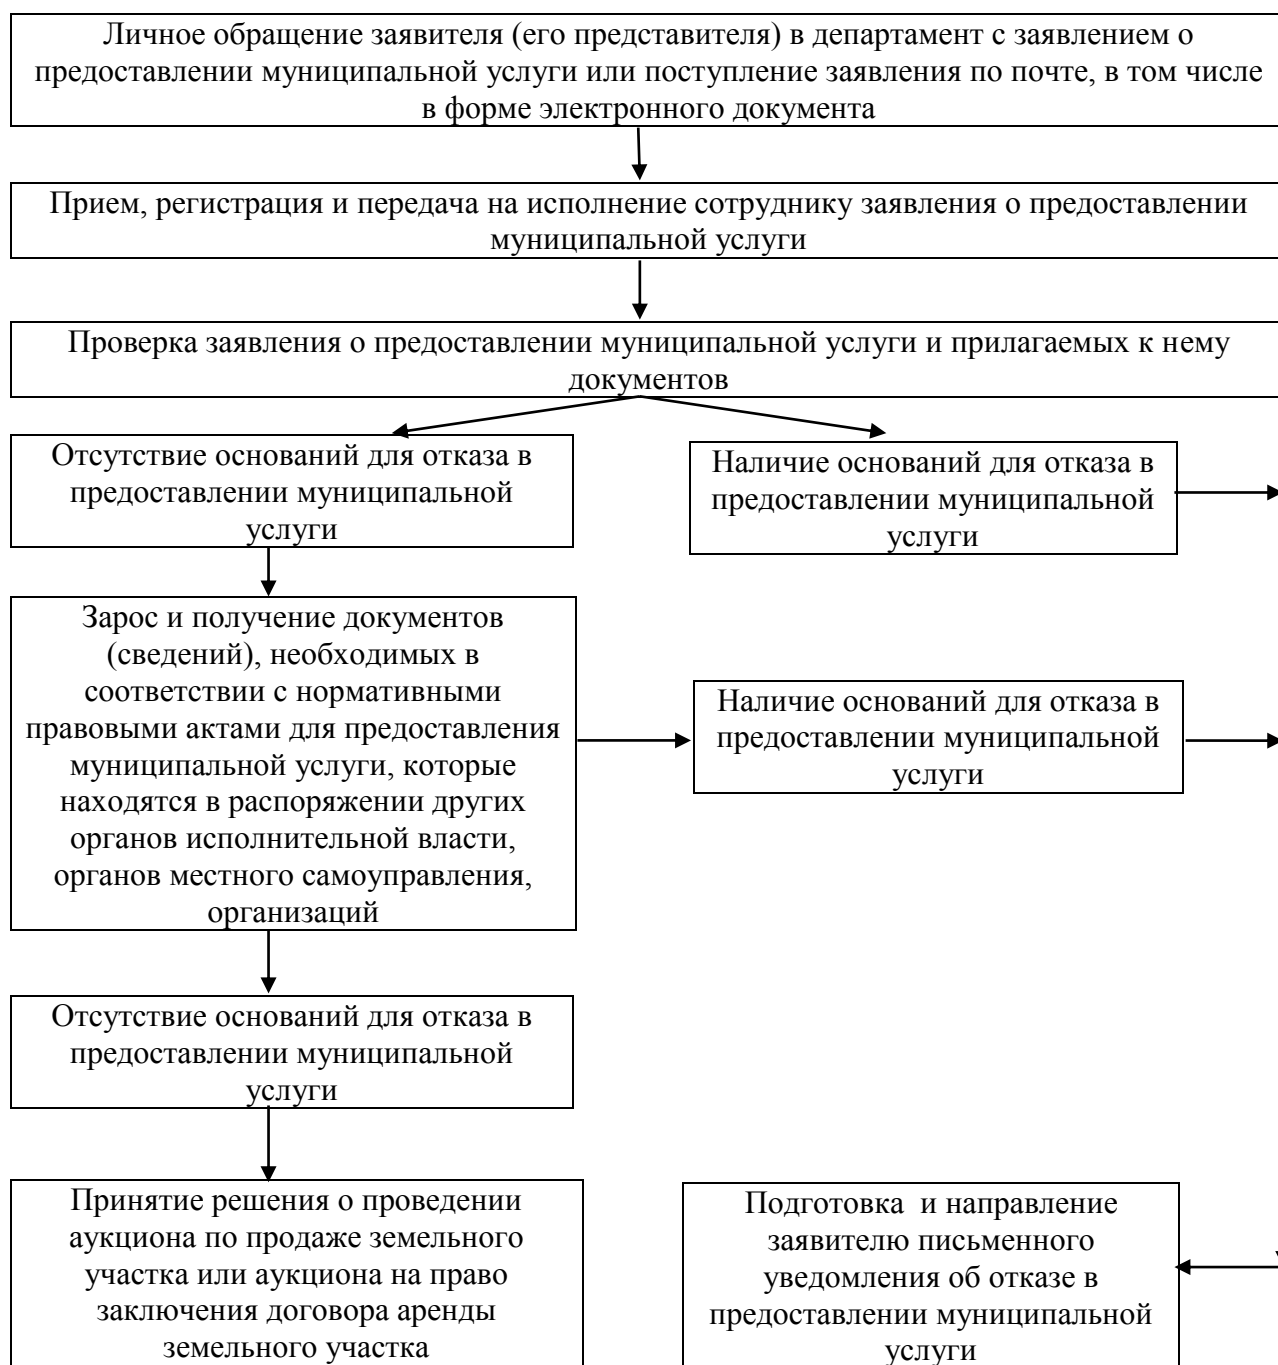 Личное обращение заявителя (его представителя) в департамент с заявлением о
предоставлении муниципальной услуги или поступление заявления по почте, в том числе
в форме электронного документа
Прием, регистрация и передача на исполнение сотруднику заявления о предоставлении
муниципальной услуги
Проверка заявления о предоставлении муниципальной услуги и прилагаемых к нему
документов
Отсутствие оснований для отказа в
предоставлении муниципальной
услуги
Наличие оснований для отказа в
предоставлении муниципальной
услуги
Зарос и получение документов
(сведений), необходимых в
соответствии с нормативными
правовыми актами для предоставления
муниципальной услуги, которые
находятся в распоряжении других
органов исполнительной власти,
органов местного самоуправления,
организаций
Наличие оснований для отказа в
предоставлении муниципальной
услуги
Отсутствие оснований для отказа в
предоставлении муниципальной
услуги
Принятие решения о проведении
аукциона по продаже земельного
участка или аукциона на право
заключения договора аренды
земельного участка
Подготовка  и направление
заявителю письменного
уведомления об отказе в
предоставлении муниципальной
услуги